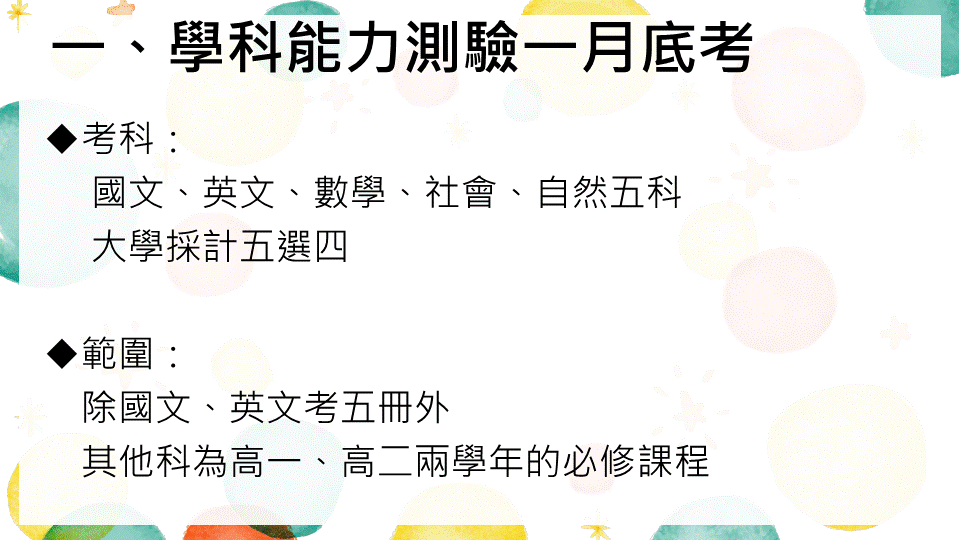 一、學科能力測驗一月底考
◆考科：
國文、英文、數學、社會、自然五科
大學採計五選四
◆範圍：
除國文、英文考五冊外
其他科為高一、高二兩學年的必修課程